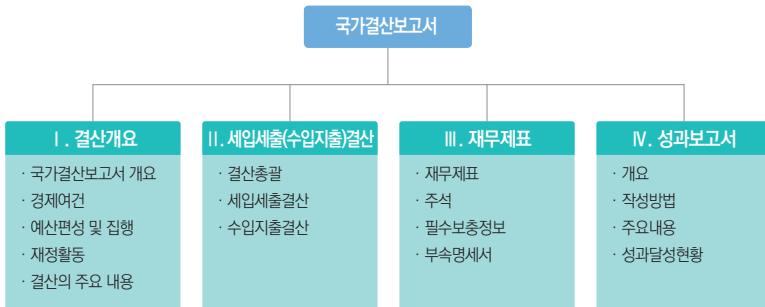 국가결산보고서
Ⅰ. 결산개요
· 국가결산보고서 개요
· 경제여건
· 예산편성 및 집행
· 재정활동
· 결산의 주요 내용
Ⅱ. 세입세출(수입지출)결산
· 결산총괄
· 세입세출결산
· 수입지출결산
Ⅲ. 재무제표
· 재무제표
· 주석
· 필수보충정보
· 부속명세서
Ⅳ. 성과보고서
· 개요
· 작성방법
· 주요내용
· 성과달성현황